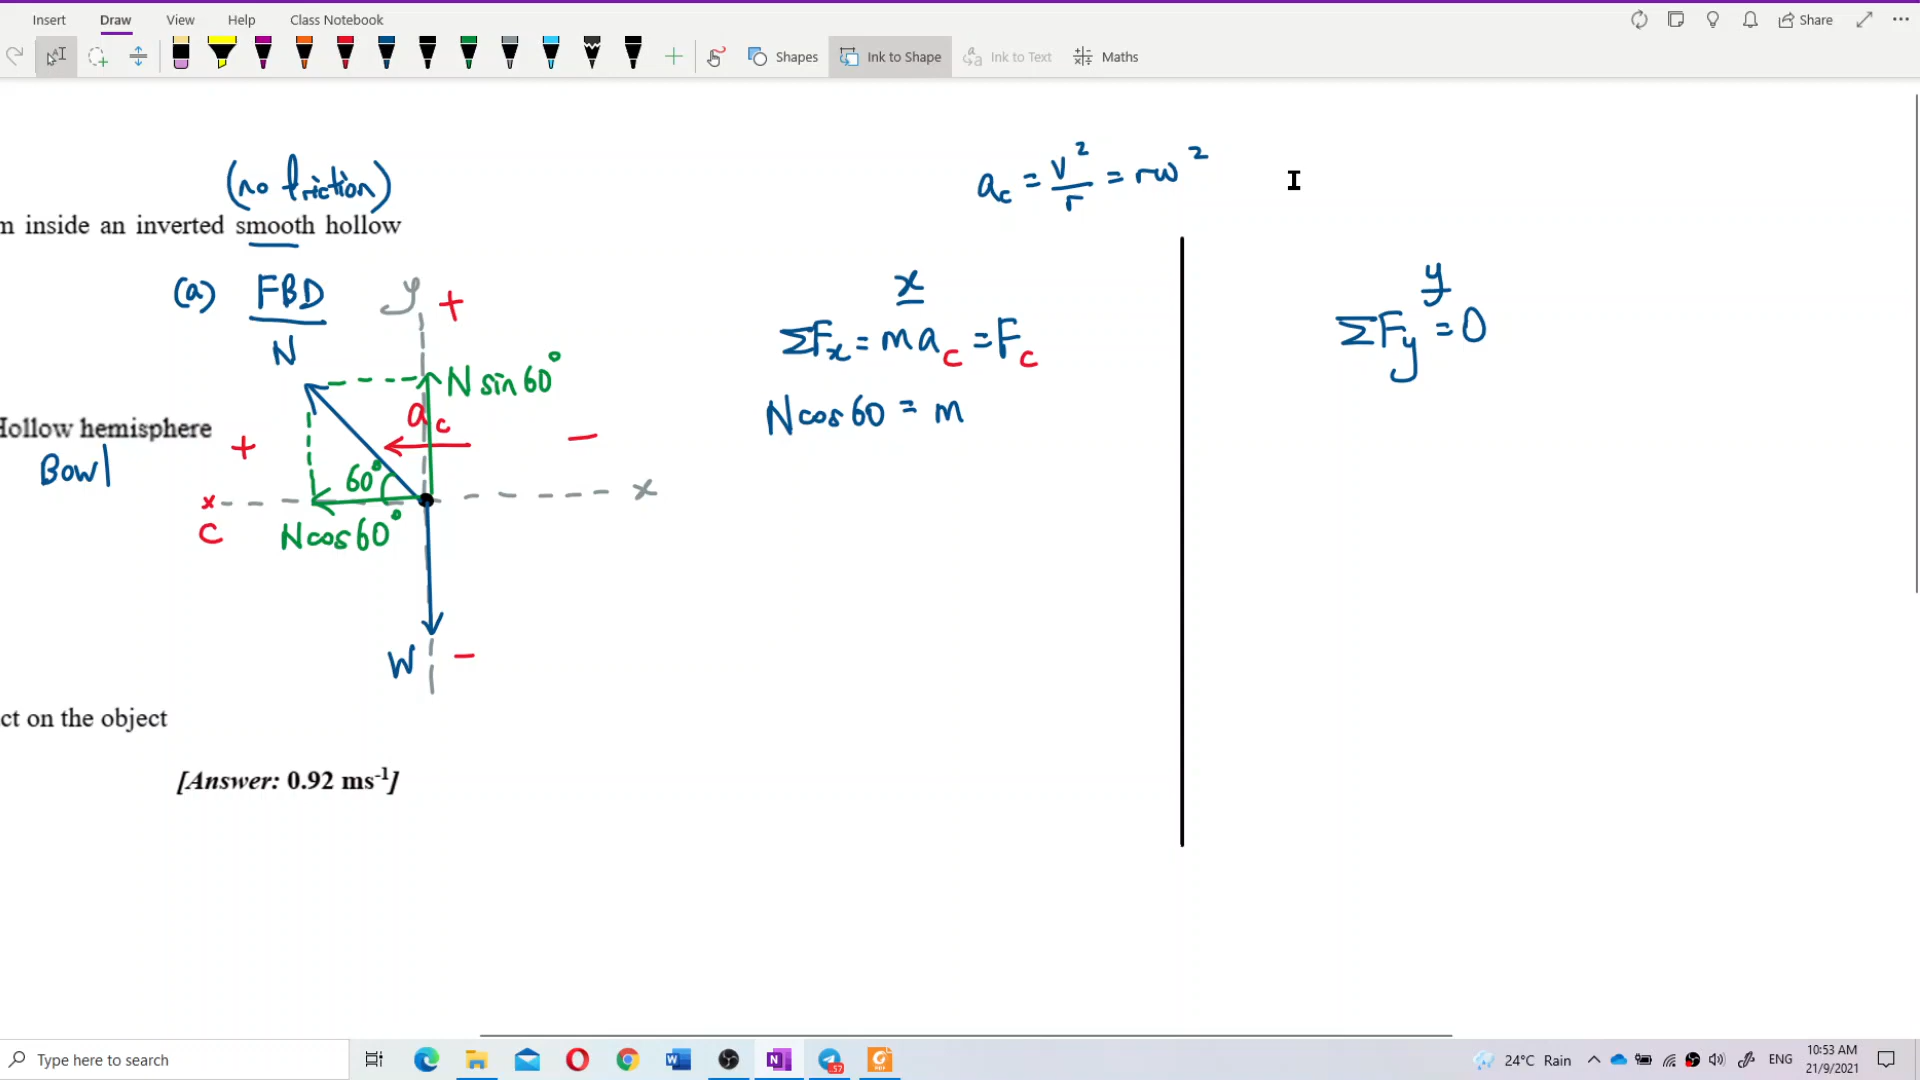 Insert Draw View Help Class Notebook Share
Shapes Ink to Shape Ink to Text Maths
(no friction)
m inside an inverted smooth hollow
a_c = v²/r = rω²
(a) FBD
y +
N
N sin 60°
a_c
Hollow hemisphere
Bowl
+
−
60°
x
C
x
N cos 60°
W −
x
ΣF_x = m a_c = F_c
N cos 60 = m
y
ΣF_y = 0
ct on the object
[Answer: 0.92 ms⁻¹]
Type here to search
57
24°C Rain
ENG
10:53 AM
21/9/2021